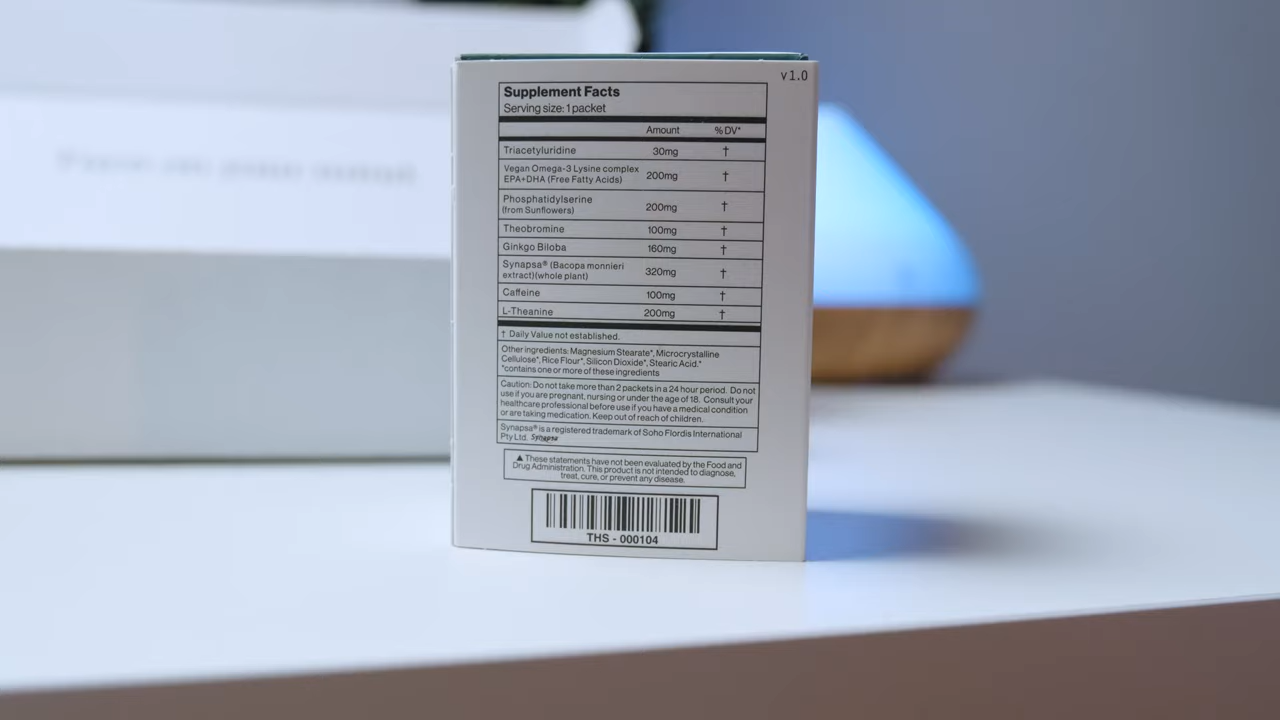 v1.0
Supplement Facts
Serving size: 1 packet
Amount % DV*
Triacetyluridine 30mg †
Vegan Omega-3 Lysine complex
EPA+DHA (Free Fatty Acids) 200mg †
Phosphatidylserine
(from Sunflowers) 200mg †
Theobromine 100mg †
Ginkgo Biloba 160mg †
Synapsa® (Bacopa monnieri
extract)(whole plant) 320mg †
Caffeine 100mg †
L-Theanine 200mg †
† Daily Value not established.
Other ingredients: Magnesium Stearate*, Microcrystalline
Cellulose*, Rice Flour*, Silicon Dioxide*, Stearic Acid.*
*contains one or more of these ingredients
Caution: Do not take more than 2 packets in a 24 hour period. Do not
use if you are pregnant, nursing or under the age of 18. Consult your
healthcare professional before use if you have a medical condition
or are taking medication. Keep out of reach of children.
Synapsa® is a registered trademark of Soho Flordis International
Pty Ltd. Synapsa
▲ These statements have not been evaluated by the Food and
Drug Administration. This product is not intended to diagnose,
treat, cure, or prevent any disease.
THS - 000104